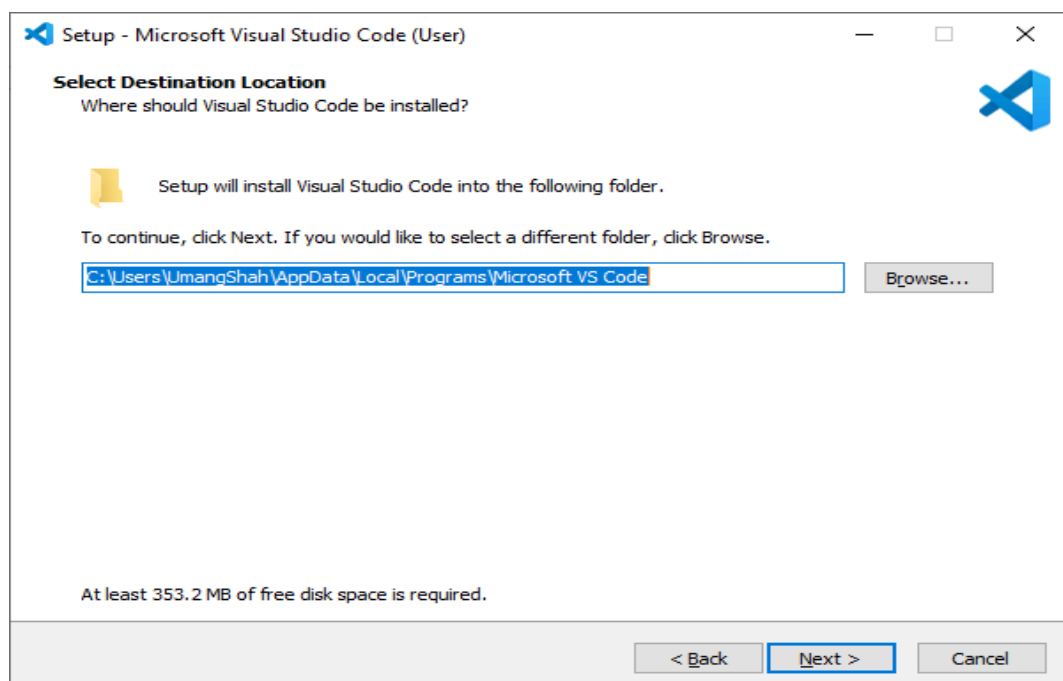 Setup - Microsoft Visual Studio Code (User)
Select Destination Location
Where should Visual Studio Code be installed?
Setup will install Visual Studio Code into the following folder.
To continue, click Next. If you would like to select a different folder, click Browse.
C:\Users\UmangShah\AppData\Local\Programs\Microsoft VS Code
Browse...
At least 353.2 MB of free disk space is required.
< Back
Next >
Cancel